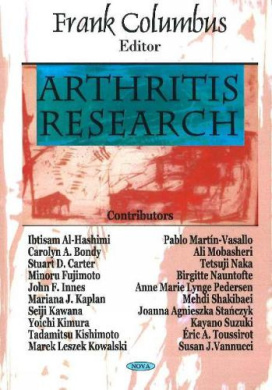 Frank Columbus
Editor
ARTHRITIS
RESEARCH
Contributors
Ibtisam Al-Hashimi
Carolyn A. Bondy
Stuart D. Carter
Minoru Fujimoto
John F. Innes
Mariana J. Kaplan
Seiji Kawana
Yoichi Kimura
Tadamitsu Kishimoto
Marek Leszek Kowalski
Pablo Martín-Vasallo
Ali Mobasheri
Tetsuji Naka
Birgitte Nauntofte
Anne Marie Lynge Pedersen
Mehdi Shakibaei
Joanna Agnieszka Stańczyk
Kayano Suzuki
Éric A. Toussirot
Susan J.Vannucci
NOVA